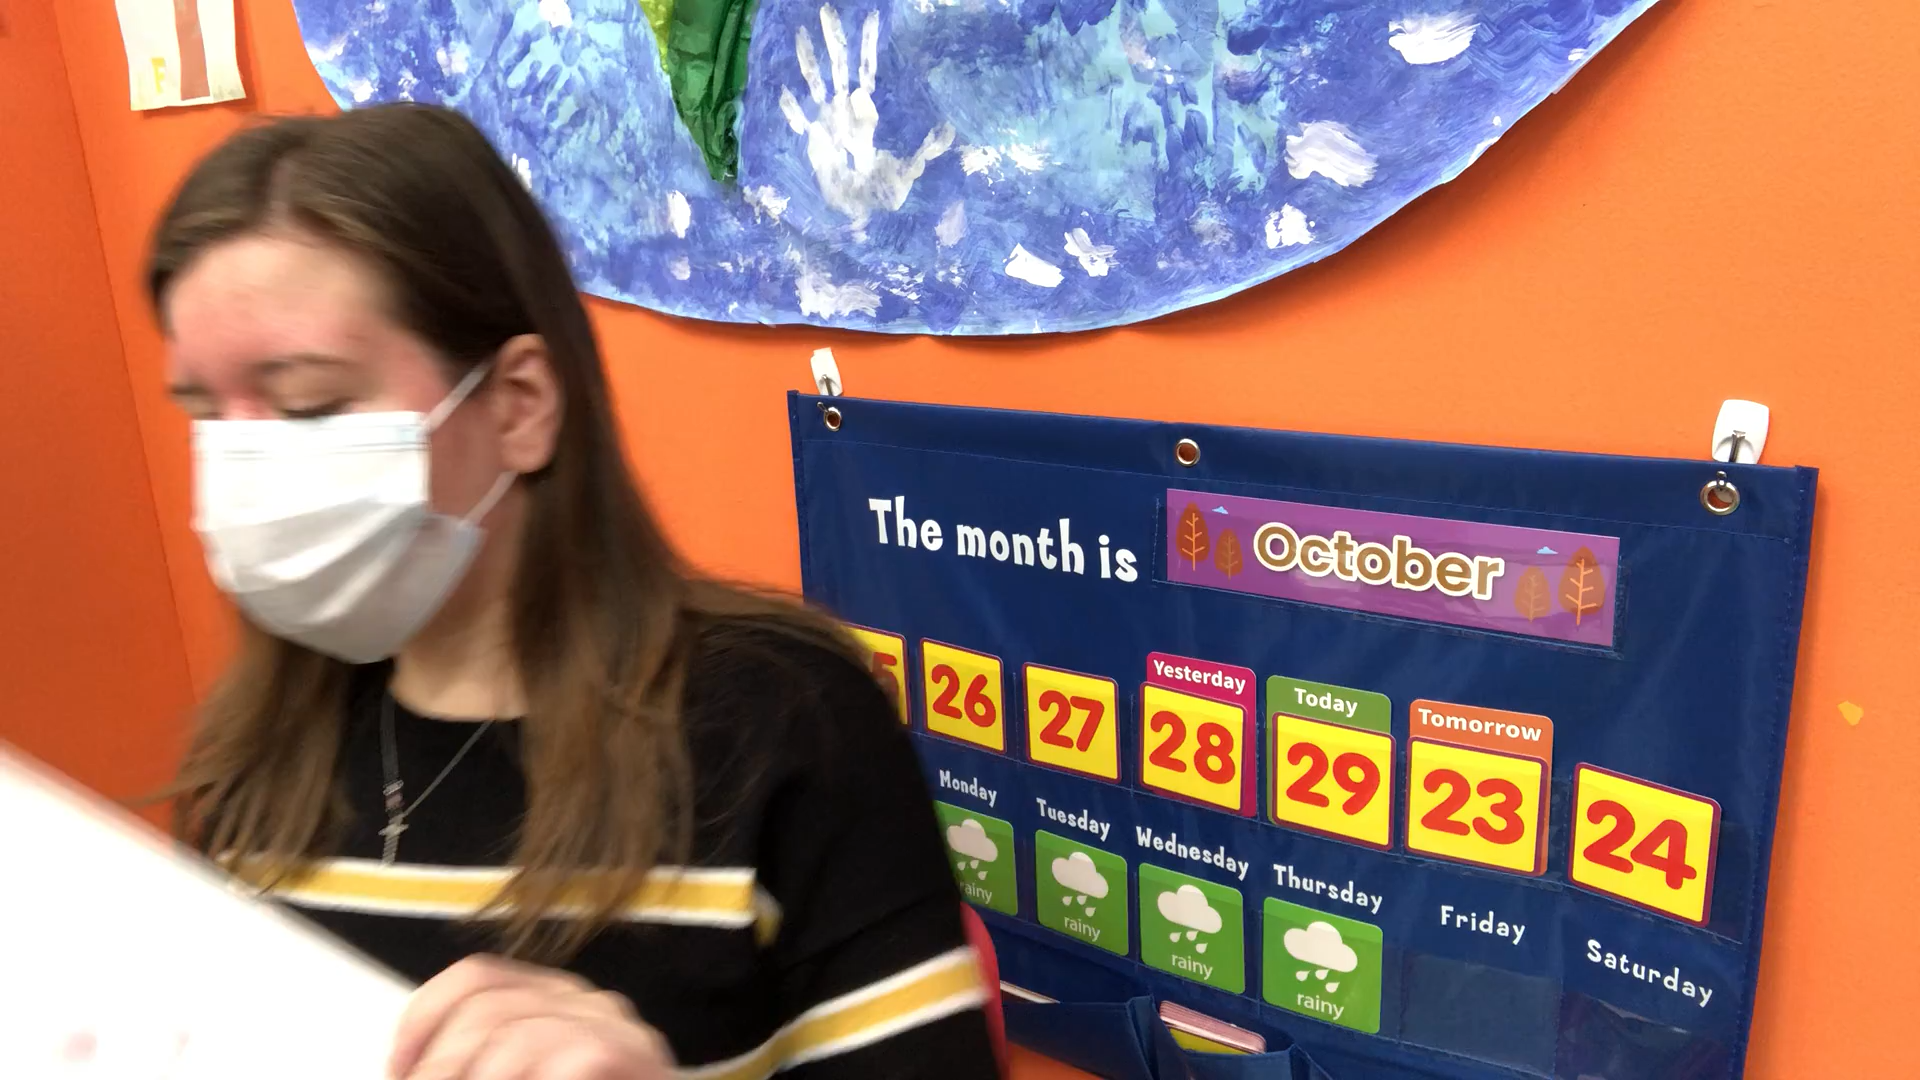 F
The month is October
Yesterday Today Tomorrow
5 26 27 28 29 23 24
Monday Tuesday Wednesday Thursday Friday Saturday
rainy rainy rainy rainy